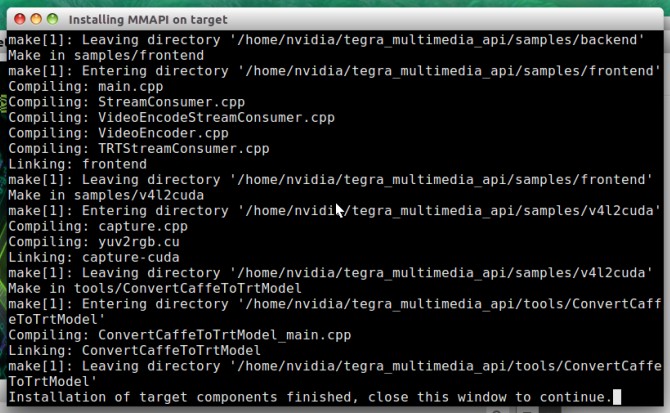 Installing MMAPI on target
make[1]: Leaving directory '/home/nvidia/tegra_multimedia_api/samples/backend'
Make in samples/frontend
make[1]: Entering directory '/home/nvidia/tegra_multimedia_api/samples/frontend'
Compiling: main.cpp
Compiling: StreamConsumer.cpp
Compiling: VideoEncodeStreamConsumer.cpp
Compiling: VideoEncoder.cpp
Compiling: TRTStreamConsumer.cpp
Linking: frontend
make[1]: Leaving directory '/home/nvidia/tegra_multimedia_api/samples/frontend'
Make in samples/v4l2cuda
make[1]: Entering directory '/home/nvidia/tegra_multimedia_api/samples/v4l2cuda'
Compiling: capture.cpp
Compiling: yuv2rgb.cu
Linking: capture-cuda
make[1]: Leaving directory '/home/nvidia/tegra_multimedia_api/samples/v4l2cuda'
Make in tools/ConvertCaffeToTrtModel
make[1]: Entering directory '/home/nvidia/tegra_multimedia_api/tools/ConvertCaff
eToTrtModel'
Compiling: ConvertCaffeToTrtModel_main.cpp
Linking: ConvertCaffeToTrtModel
make[1]: Leaving directory '/home/nvidia/tegra_multimedia_api/tools/ConvertCaffe
ToTrtModel'
Installation of target components finished, close this window to continue.